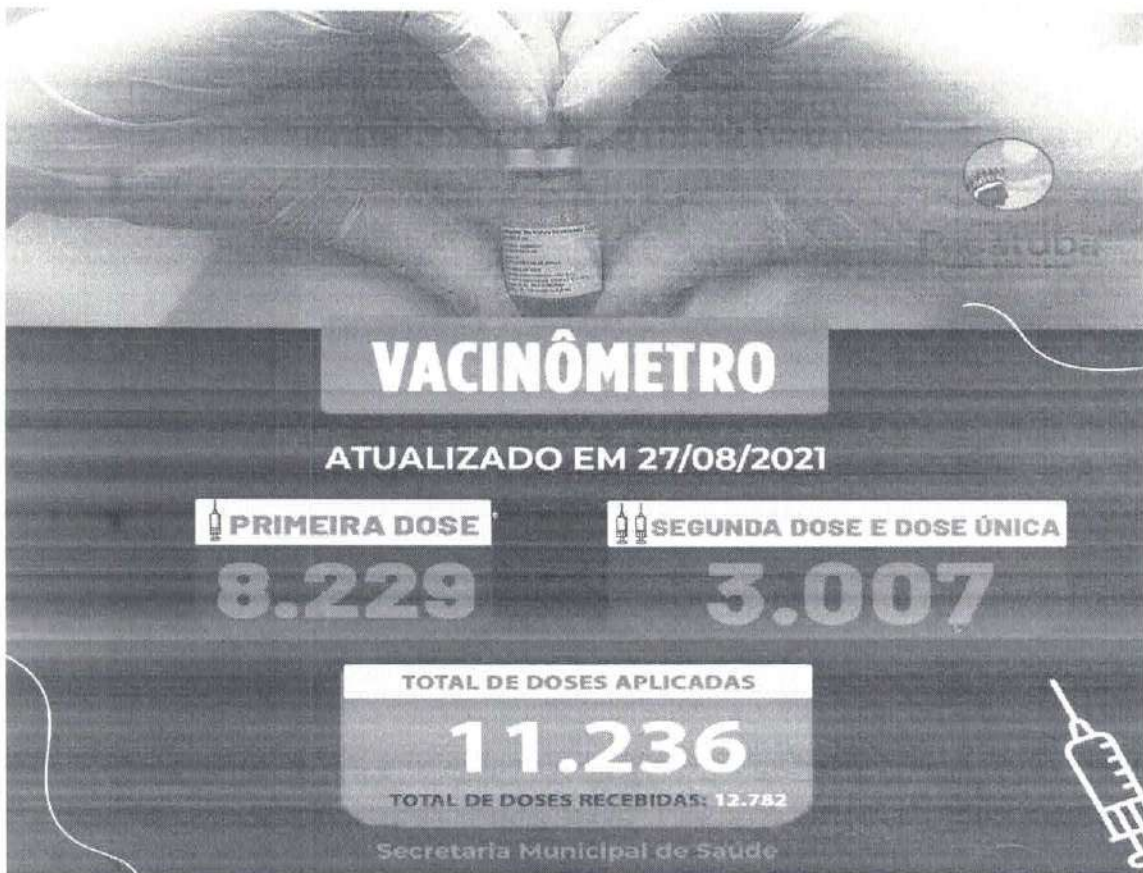 VACINÔMETRO
ATUALIZADO EM 27/08/2021
PRIMEIRA DOSE
8.229
SEGUNDA DOSE E DOSE ÚNICA
3.007
TOTAL DE DOSES APLICADAS
11.236
TOTAL DE DOSES RECEBIDAS: 12.782
Secretaria Municipal de Saúde